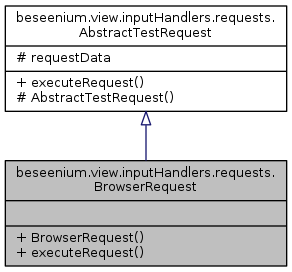 beseenium.view.inputHandlers.requests.
AbstractTestRequest
# requestData
+ executeRequest()
# AbstractTestRequest()
beseenium.view.inputHandlers.requests.
BrowserRequest
+ BrowserRequest()
+ executeRequest()